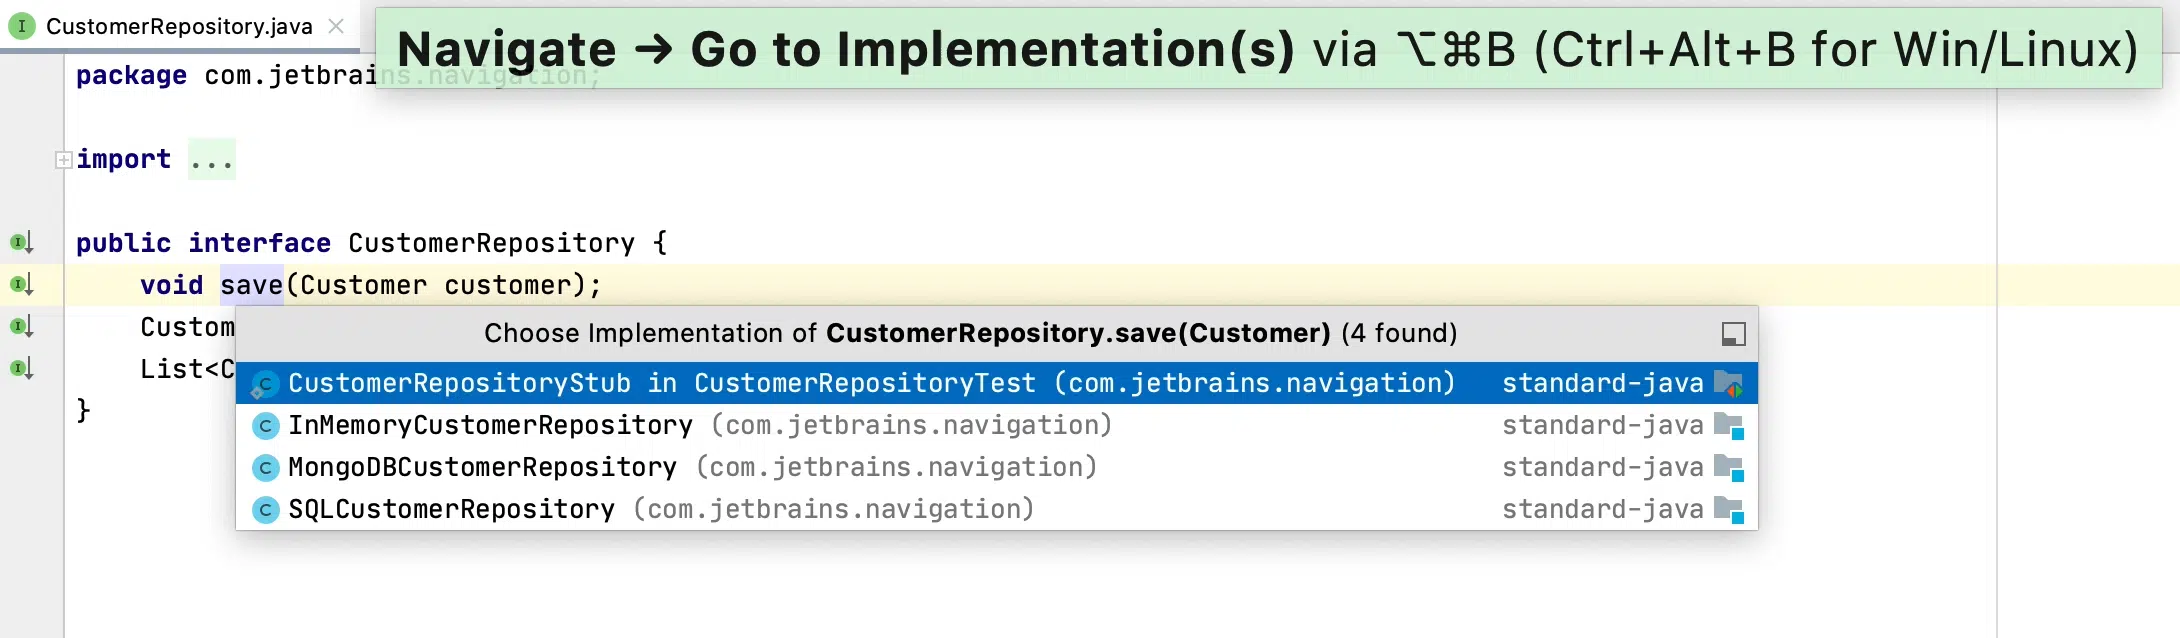 CustomerRepository.java
Navigate → Go to Implementation(s) via ⌥⌘B (Ctrl+Alt+B for Win/Linux)
package com.jetbrains.navigation;
import ...
public interface CustomerRepository {
void save(Customer customer);
Custom
List<C
}
Choose Implementation of CustomerRepository.save(Customer) (4 found)
CustomerRepositoryStub in CustomerRepositoryTest (com.jetbrains.navigation) standard-java
InMemoryCustomerRepository (com.jetbrains.navigation) standard-java
MongoDBCustomerRepository (com.jetbrains.navigation) standard-java
SQLCustomerRepository (com.jetbrains.navigation) standard-java